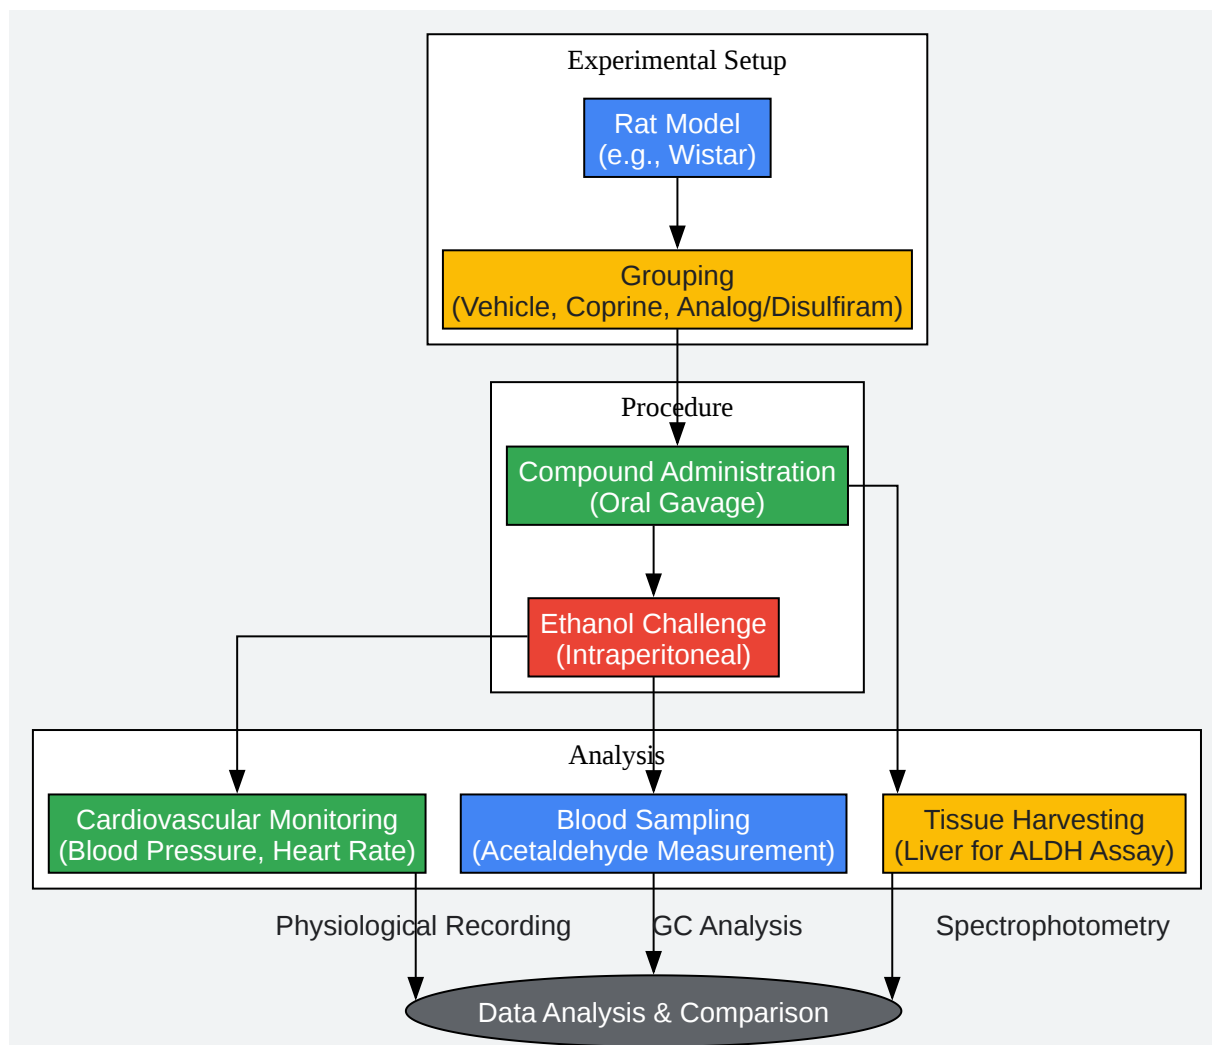 Experimental Setup
Rat Model
(e.g., Wistar)
Grouping
(Vehicle, Coprine, Analog/Disulfiram)
Procedure
Compound Administration
(Oral Gavage)
Ethanol Challenge
(Intraperitoneal)
Analysis
Cardiovascular Monitoring
(Blood Pressure, Heart Rate)
Blood Sampling
(Acetaldehyde Measurement)
Tissue Harvesting
(Liver for ALDH Assay)
Physiological Recording
GC Analysis
Spectrophotometry
Data Analysis & Comparison